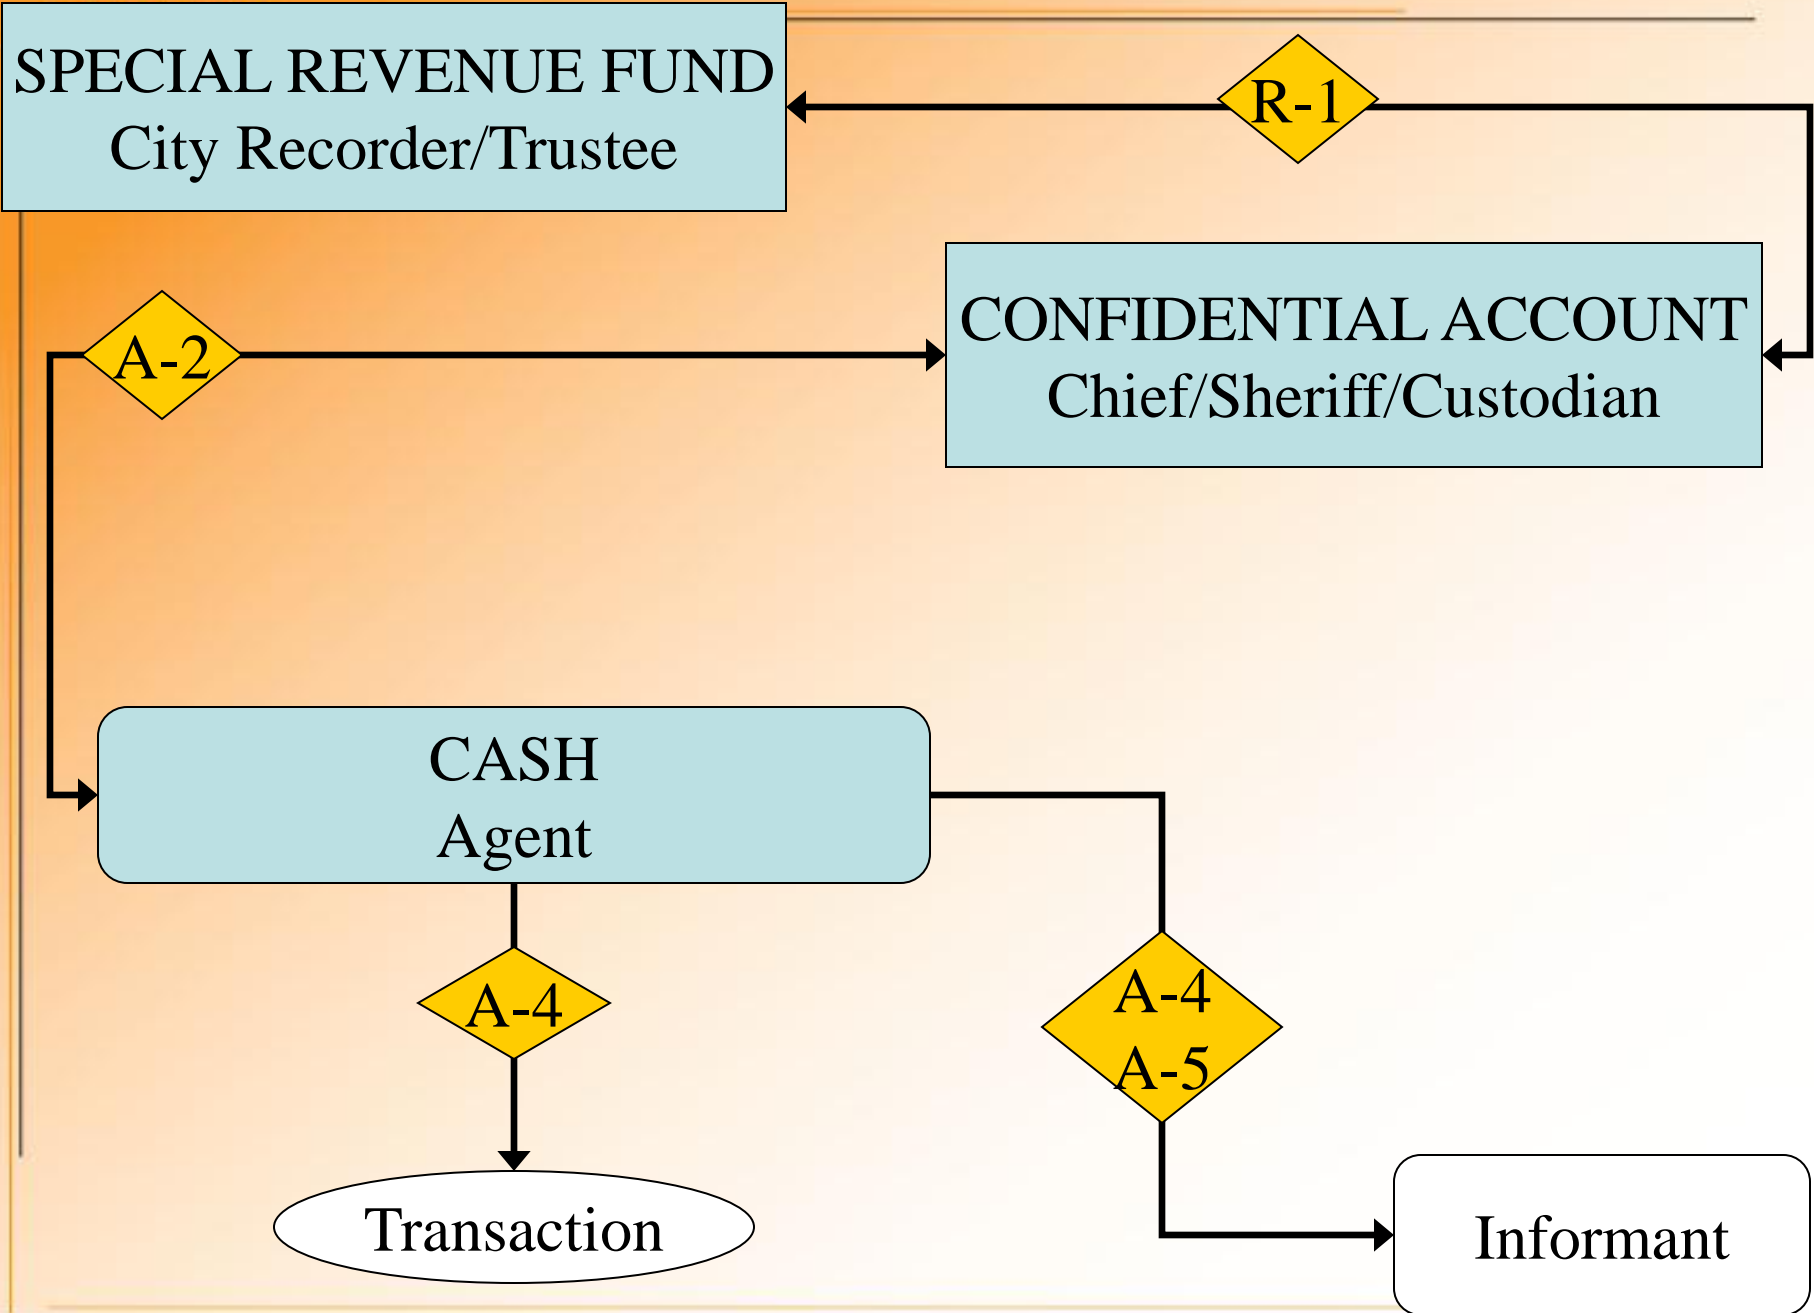 SPECIAL REVENUE FUND
City Recorder/Trustee
R-1
CONFIDENTIAL ACCOUNT
Chief/Sheriff/Custodian
A-2
CASH
Agent
A-4
A-4
A-5
Transaction
Informant